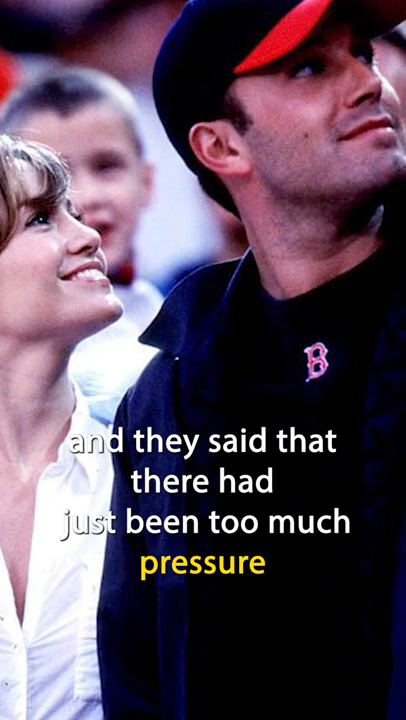 B
and they said that
there had
just been too much
pressure